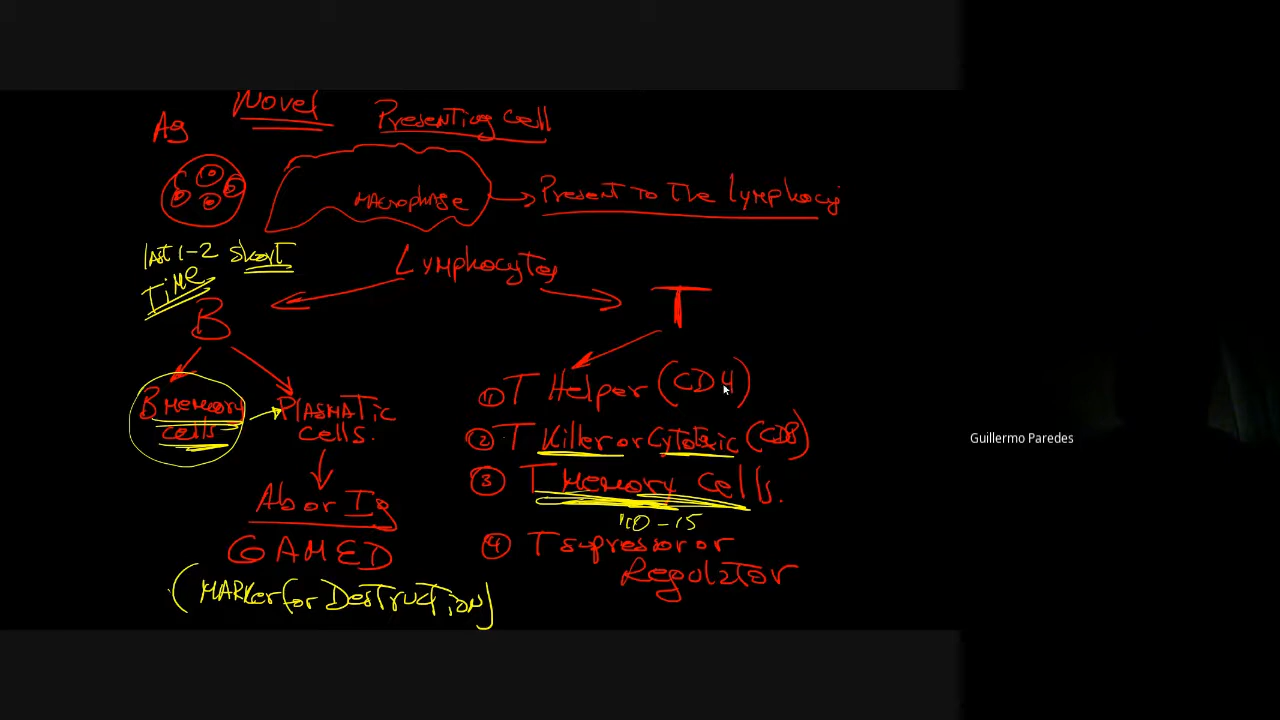 Novel
Ag
Presenting cell
Macrophage
Present to the lymphocy
last 1-2 short
Time
Lymphocytes
B
T
B memory
cells
Plasmatic
cells.
Ab or Ig
GAMED
(Marker for Destruction)
① T Helper (CD4)
② T Killer or Cytotoxic (CD8)
③ T memory cells.
10-15
④ T supressor or
Regulator
Guillermo Paredes